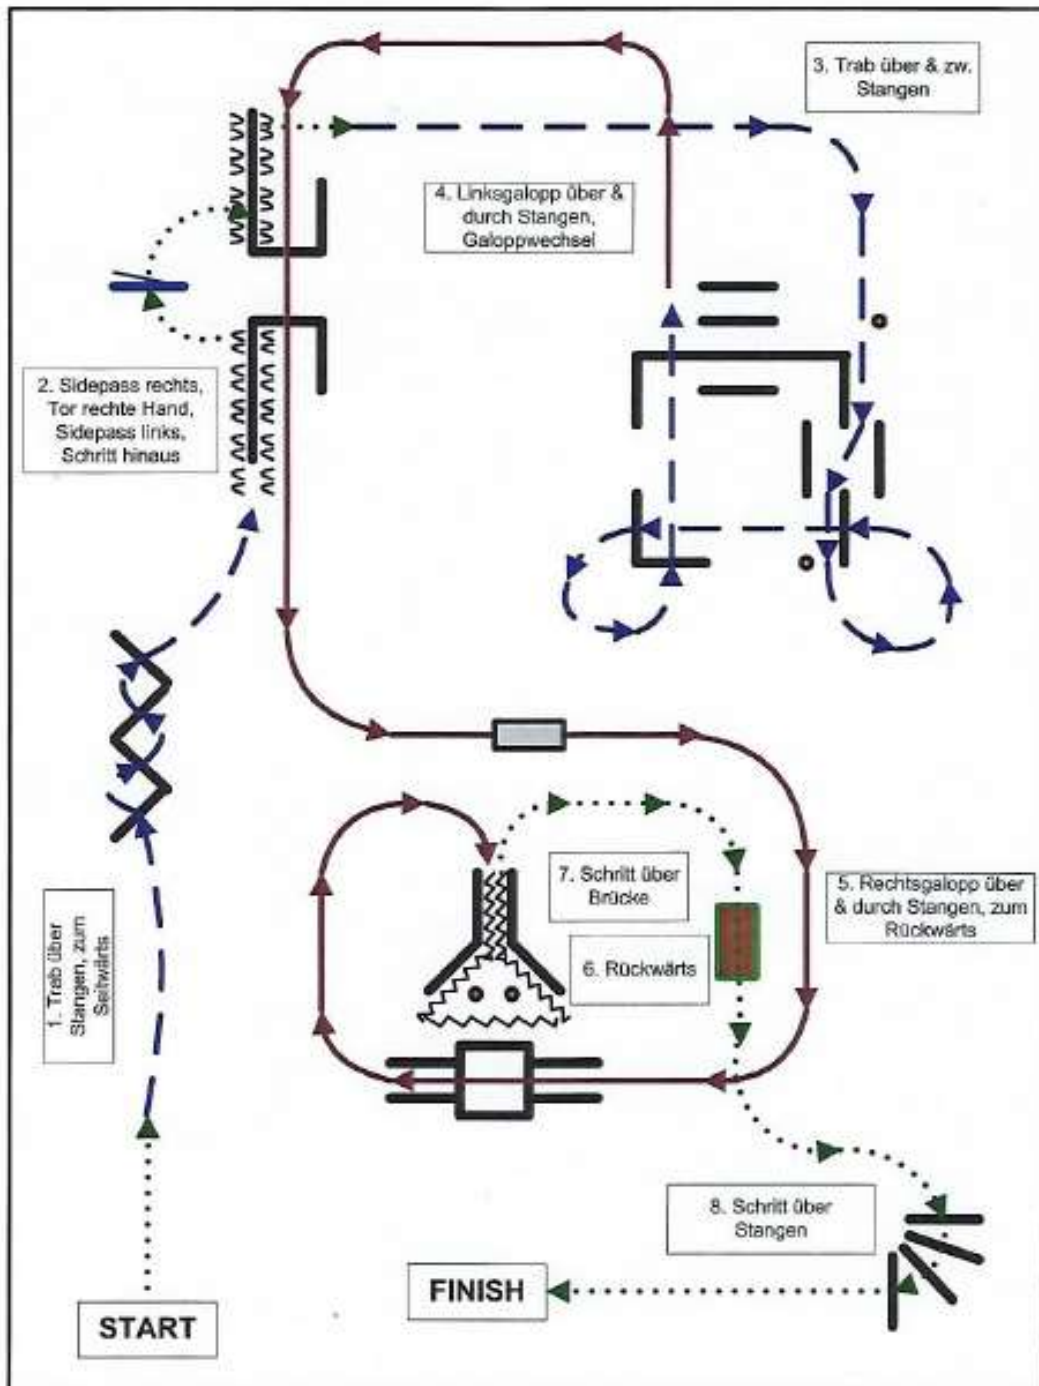 3. Trab über & zw.
Stangen
4. Linksgalopp über &
durch Stangen,
Galoppwechsel
2. Sidepass rechts,
Tor rechte Hand,
Sidepass links,
Schritt hinaus
1. Trab über
Stangen, zum
Seitwärts
7. Schritt über
Brücke
6. Rückwärts
5. Rechtsgalopp über
& durch Stangen, zum
Rückwärts
8. Schritt über
Stangen
FINISH
START